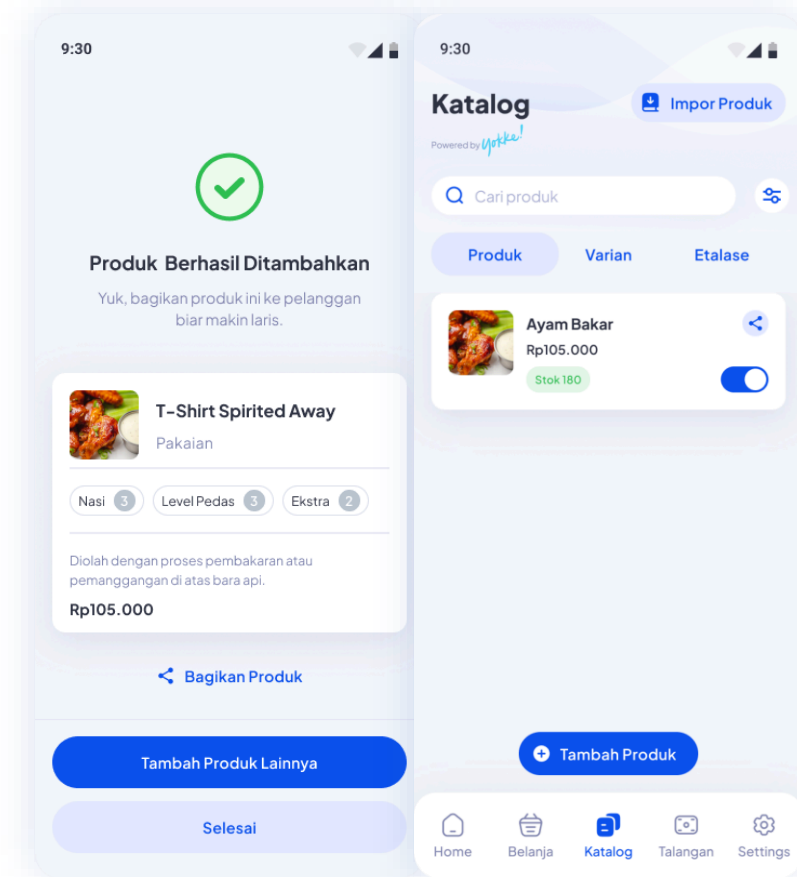 9:30
Produk Berhasil Ditambahkan
Yuk, bagikan produk ini ke pelanggan
biar makin laris.
T-Shirt Spirited Away
Pakaian
Nasi 3 Level Pedas 3 Ekstra 2
Diolah dengan proses pembakaran atau
pemanggangan di atas bara api.
Rp105.000
Bagikan Produk
Tambah Produk Lainnya
Selesai
9:30
Katalog
Impor Produk
Powered by yokke!
Cari produk
Produk Varian Etalase
Ayam Bakar
Rp105.000
Stok 180
Tambah Produk
Home Belanja Katalog Talangan Settings